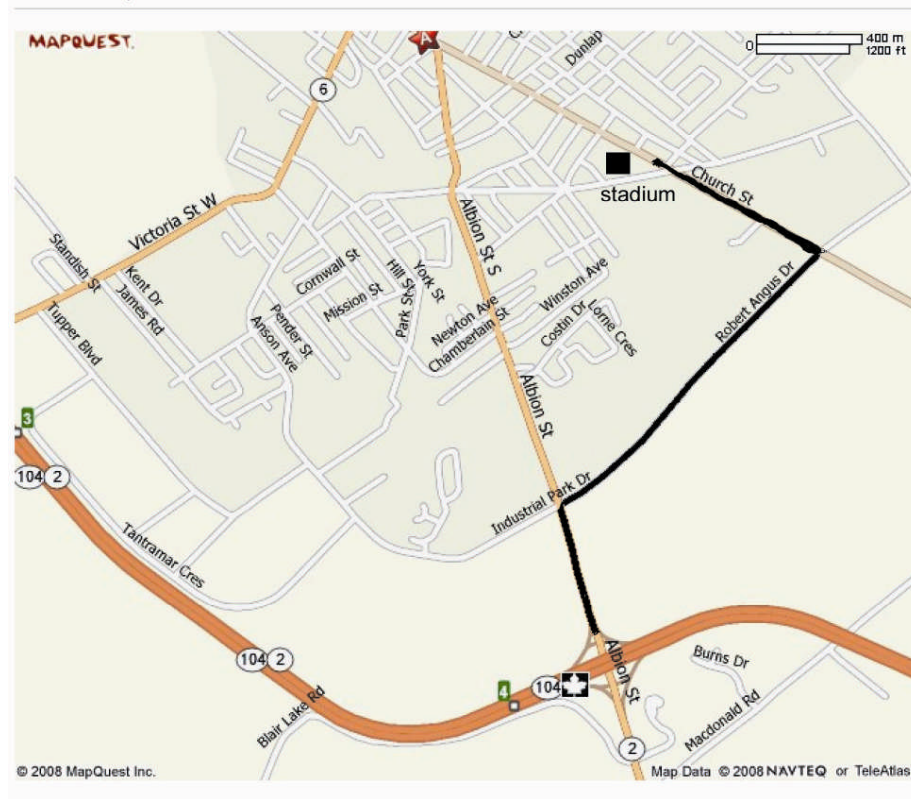 MAPQUEST.
A
0
400 m
1200 ft
Dunlap
6
stadium
Church St
Victoria St W
Albion St S
Standish St
Kent Dr
James Rd
Tupper Blvd
Cornwall St
Mission St
Hill St
York St
Park St
Pender St
Anson Ave
Newton Ave
Chamberlain St
Winston Ave
Costin Dr
Lorne Cres
Robert Angus Dr
Albion St
Industrial Park Dr
3
104 2
Tantramar Cres
104 2
Blair Lake Rd
4
104
Albion St
Burns Dr
Macdonald Rd
2
© 2008 MapQuest Inc.
Map Data © 2008 NAVTEQ or TeleAtlas